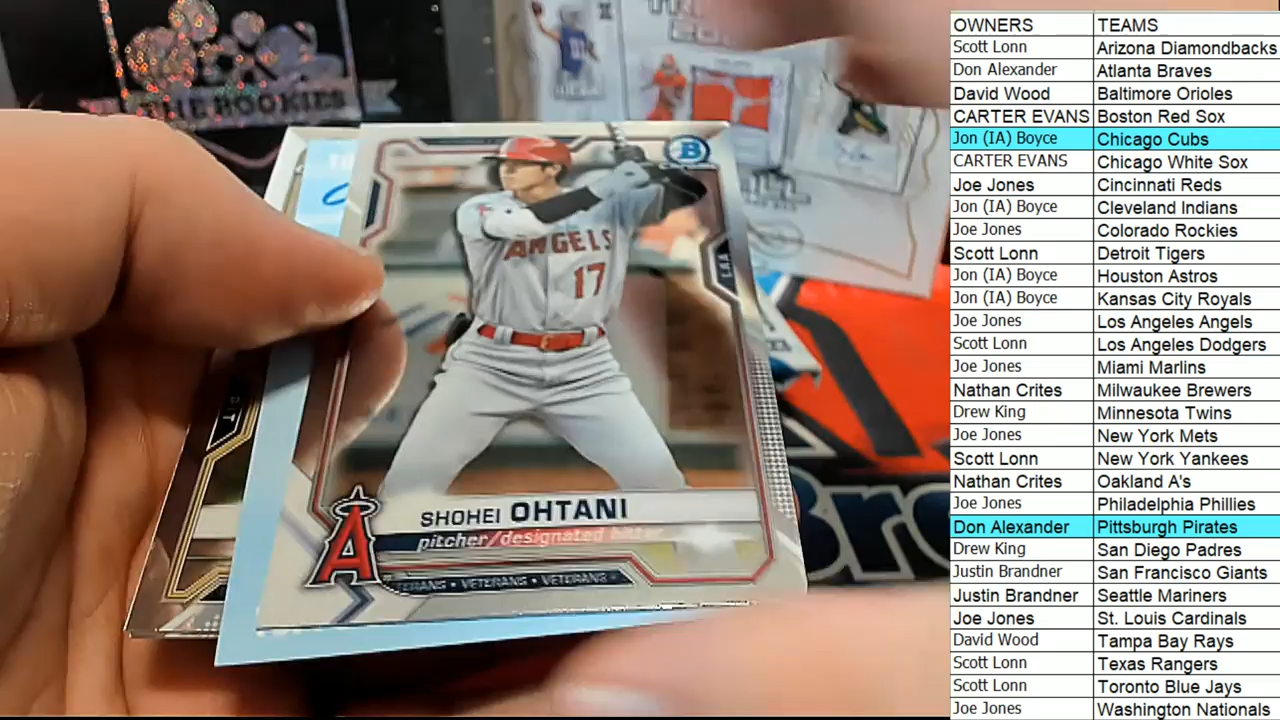 THE ROOKIES
B
ANGELS
17
LAA
SHOHEI OHTANI
pitcher/designated hitter
A
VETERANS • VETERANS • VETERANS
OWNERS TEAMS
Scott Lonn Arizona Diamondbacks
Don Alexander Atlanta Braves
David Wood Baltimore Orioles
CARTER EVANS Boston Red Sox
Jon (IA) Boyce Chicago Cubs
CARTER EVANS Chicago White Sox
Joe Jones Cincinnati Reds
Jon (IA) Boyce Cleveland Indians
Joe Jones Colorado Rockies
Scott Lonn Detroit Tigers
Jon (IA) Boyce Houston Astros
Jon (IA) Boyce Kansas City Royals
Joe Jones Los Angeles Angels
Scott Lonn Los Angeles Dodgers
Joe Jones Miami Marlins
Nathan Crites Milwaukee Brewers
Drew King Minnesota Twins
Joe Jones New York Mets
Scott Lonn New York Yankees
Nathan Crites Oakland A's
Joe Jones Philadelphia Phillies
Don Alexander Pittsburgh Pirates
Drew King San Diego Padres
Justin Brandner San Francisco Giants
Justin Brandner Seattle Mariners
Joe Jones St. Louis Cardinals
David Wood Tampa Bay Rays
Scott Lonn Texas Rangers
Scott Lonn Toronto Blue Jays
Joe Jones Washington Nationals